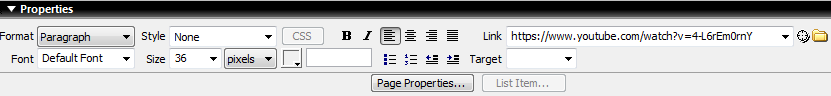 Properties
Format Paragraph Style None CSS B I Link https://www.youtube.com/watch?v=4-L6rEm0rnY
Font Default Font Size 36 pixels Target
Page Properties... List Item...